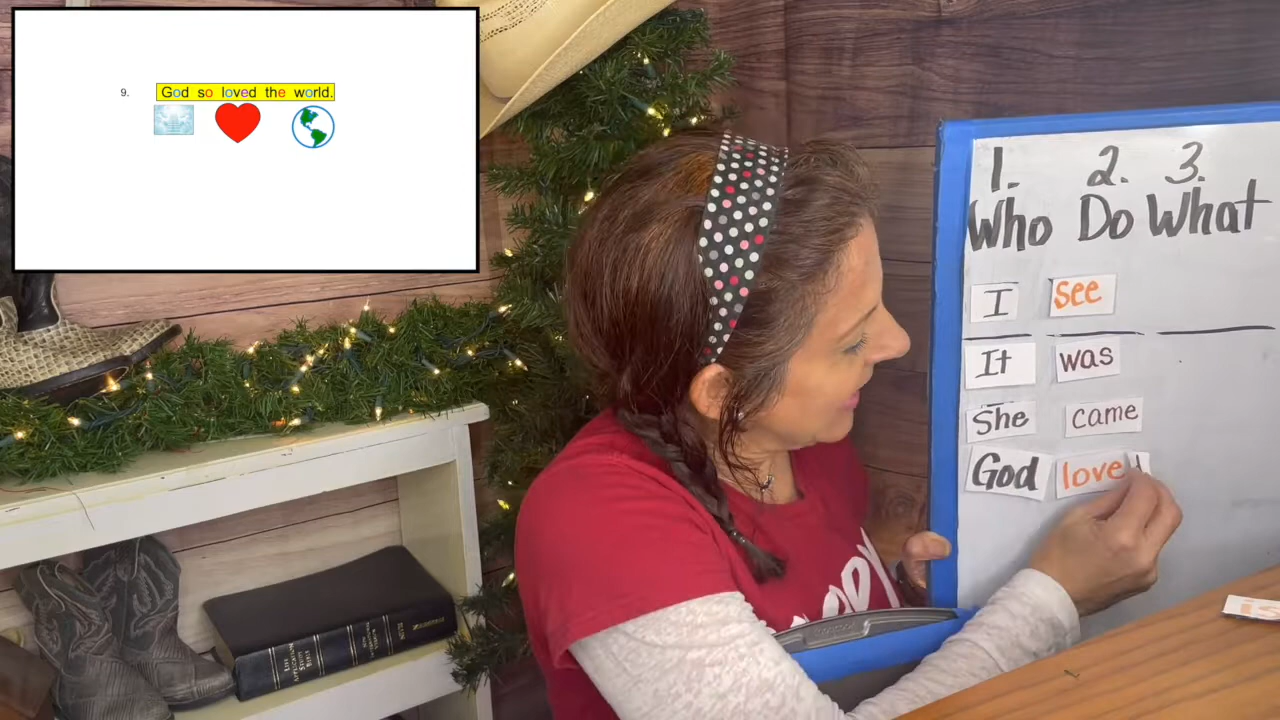 9. God so loved the world.
1. 2. 3.
Who Do What
I see
It was
She came
God love
is